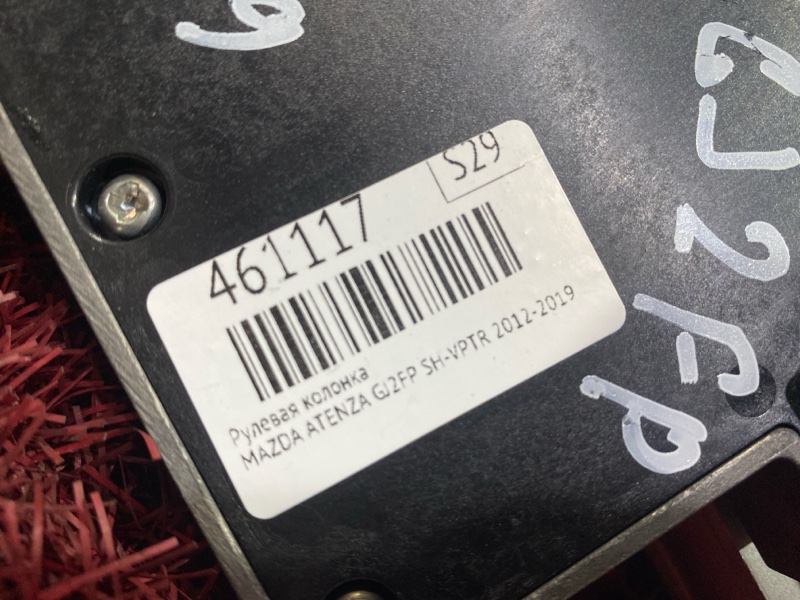 S29
461117
Рулевая колонка
MAZDA ATENZA GJ2FP SH-VPTR 2012-2019
GJ2FP